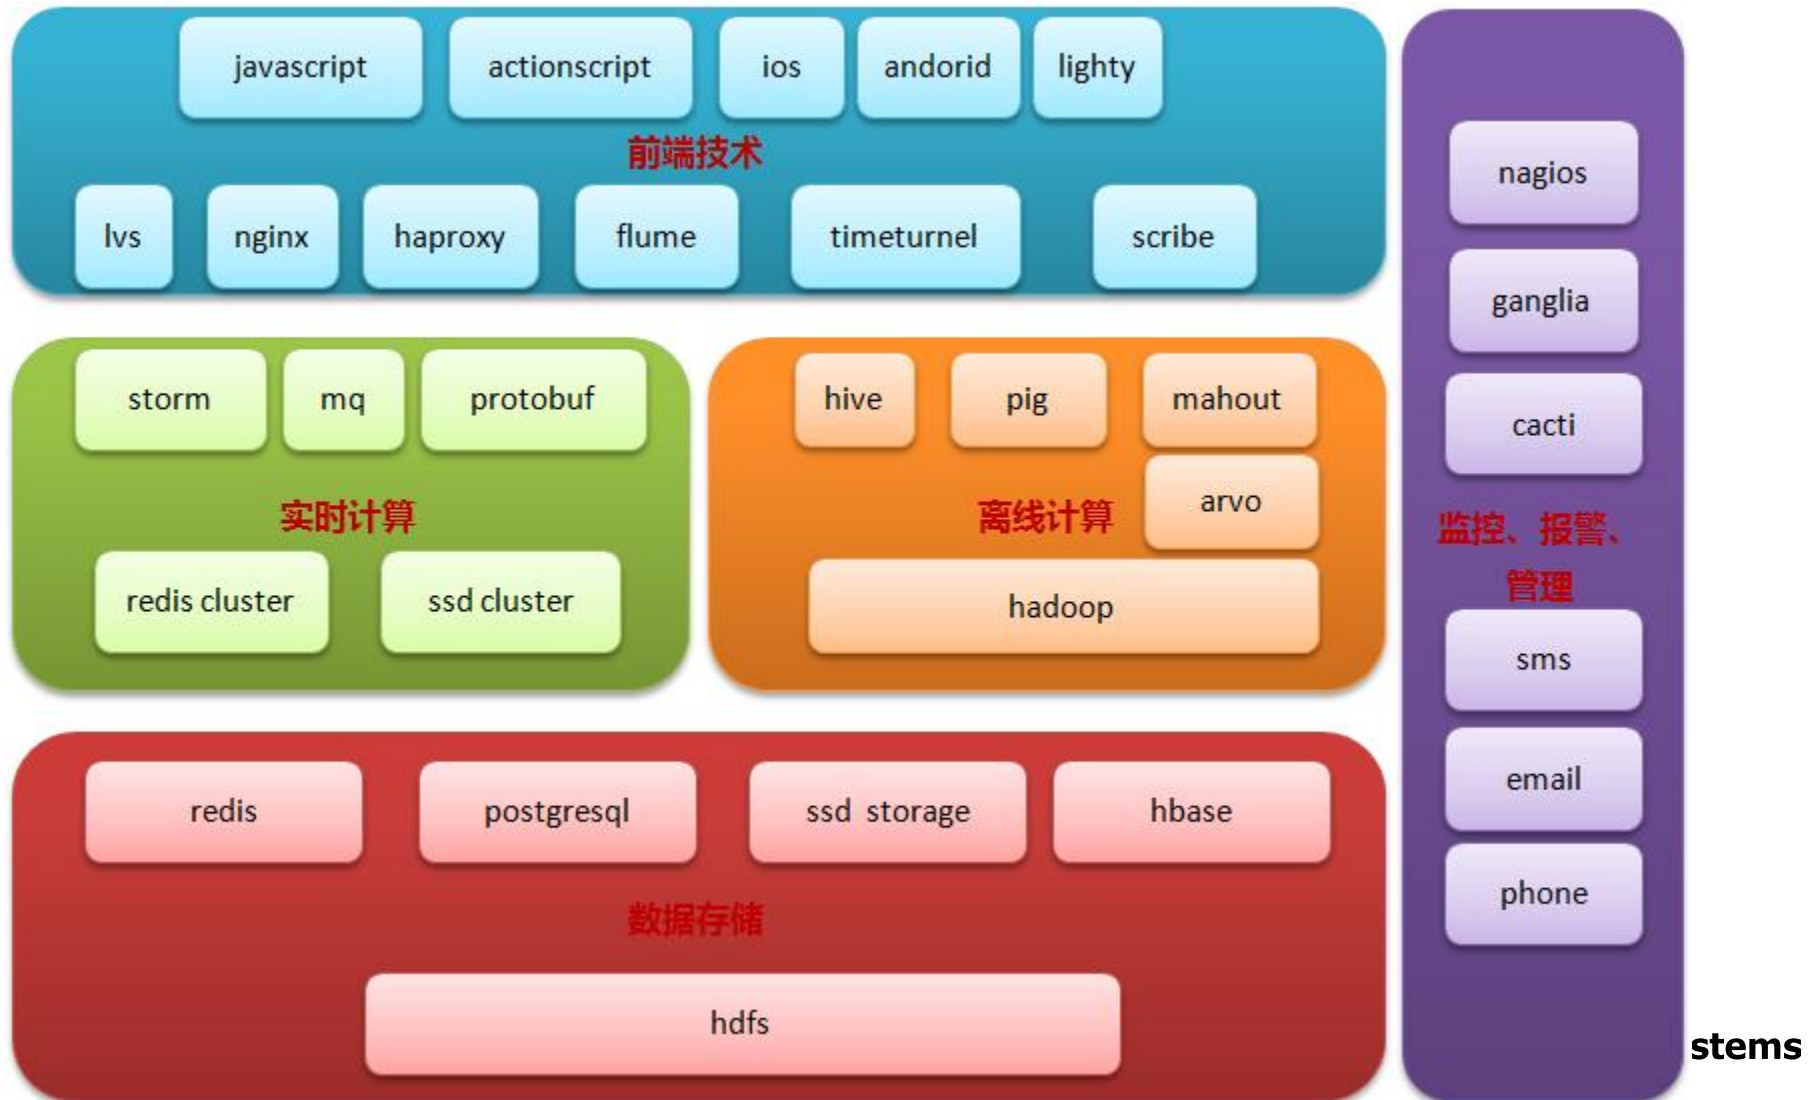 javascript
actionscript
ios
andorid
lighty
前端技术
lvs
nginx
haproxy
flume
timeturnel
scribe
storm
mq
protobuf
实时计算
redis cluster
ssd cluster
hive
pig
mahout
arvo
离线计算
hadoop
redis
postgresql
ssd storage
hbase
数据存储
hdfs
nagios
ganglia
cacti
监控、报警、
管理
sms
email
phone
stems